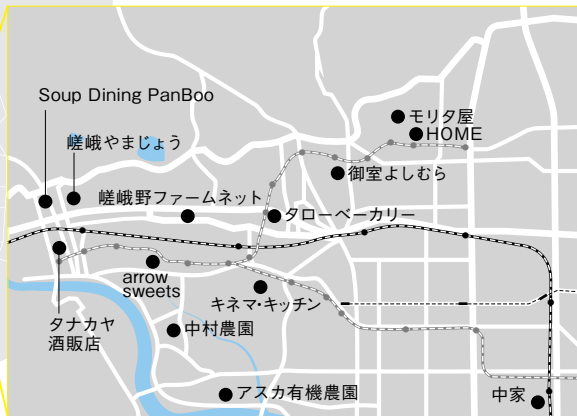 Soup Dining PanBoo
嵯峨やまじょう
モリタ屋
HOME
御室よしむら
嵯峨野ファームネット
タローベーカリー
arrow
sweets
キネマ・キッチン
タナカヤ
酒販店
中村農園
アスカ有機農園
中家